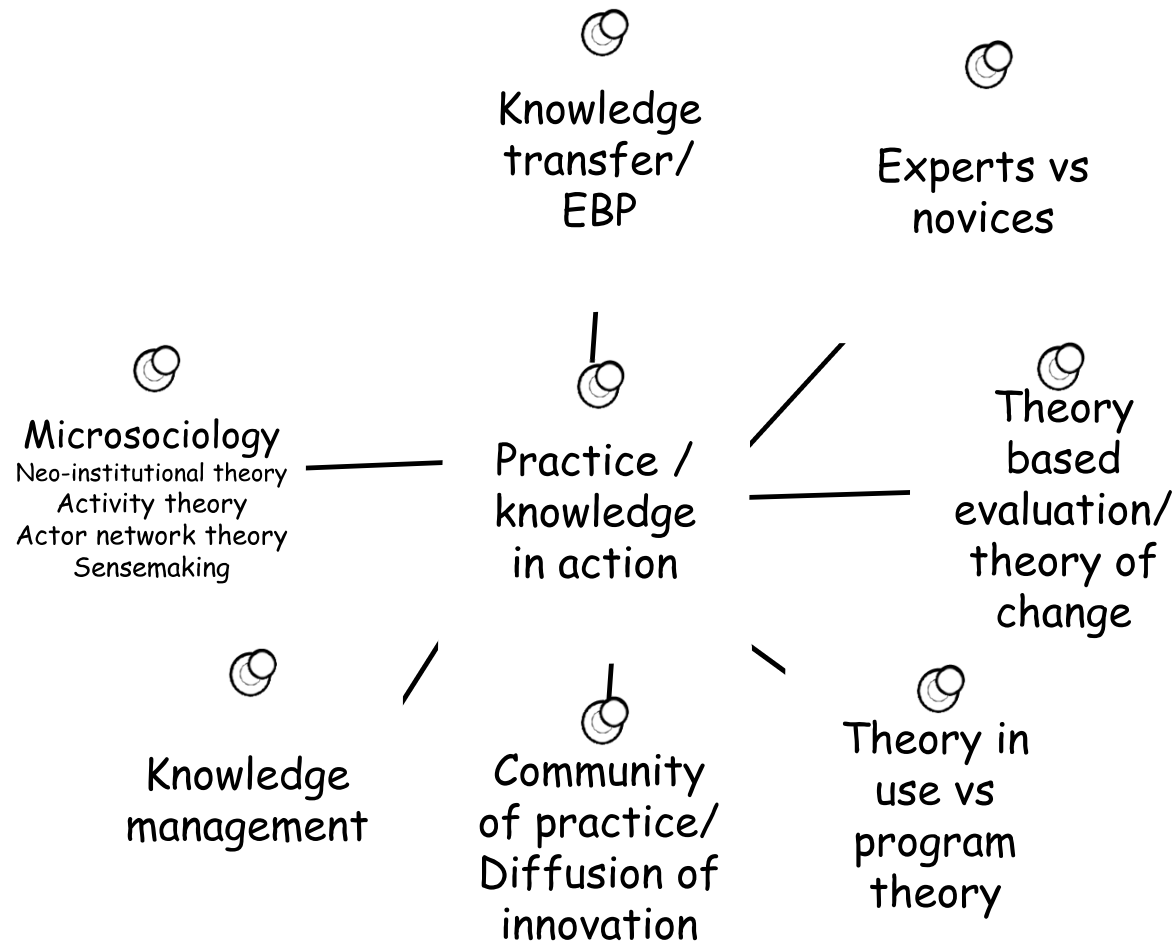 Knowledge
transfer/
EBP
Experts vs
novices
Microsociology
Neo-institutional theory
Activity theory
Actor network theory
Sensemaking
Practice /
knowledge
in action
Theory
based
evaluation/
theory of
change
Knowledge
management
Community
of practice/
Diffusion of
innovation
Theory in
use vs
program
theory